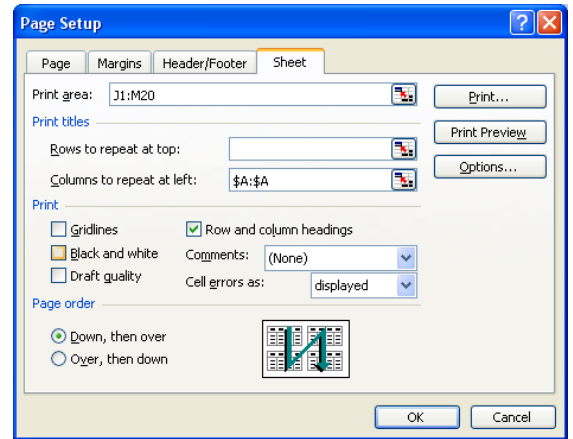 Page Setup
Page Margins Header/Footer Sheet
Print area: J1:M20
Print...
Print titles
Print Preview
Rows to repeat at top:
Options...
Columns to repeat at left: $A:$A
Print
Gridlines Row and column headings
Black and white Comments: (None)
Draft quality Cell errors as: displayed
Page order
Down, then over
Over, then down
OK Cancel